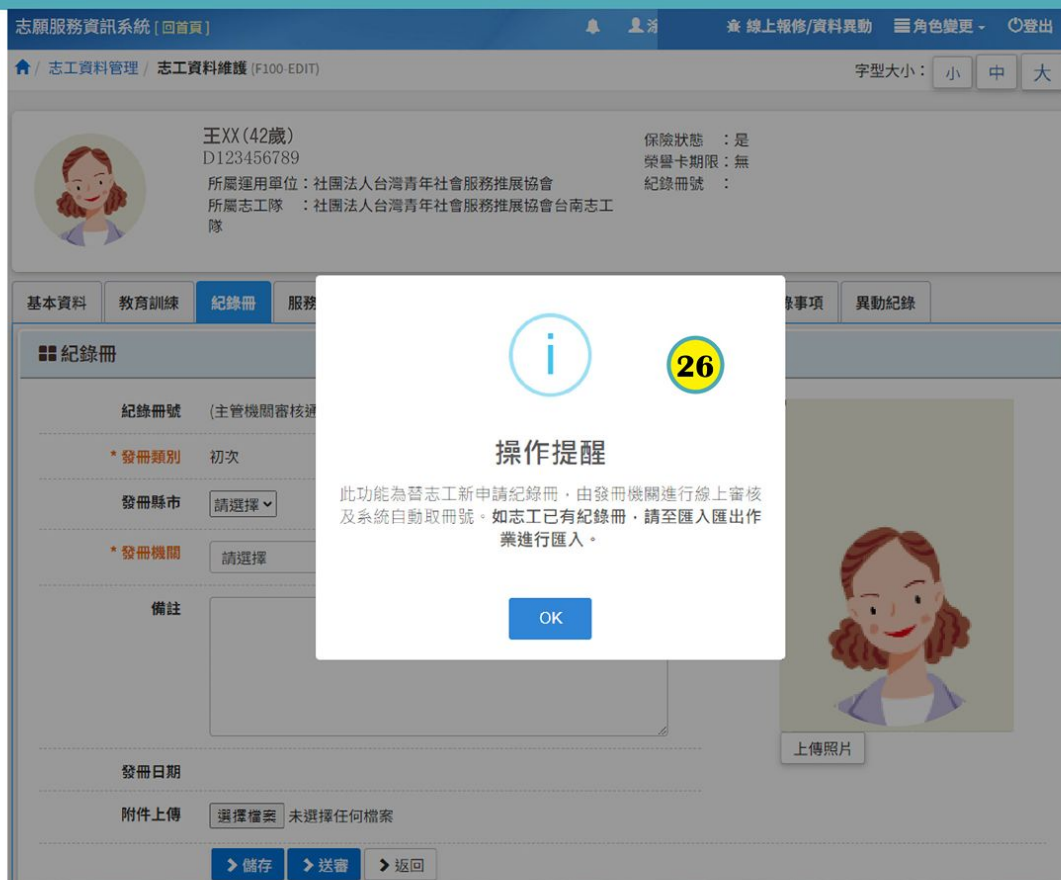 志願服務資訊系統 [回首頁]
線上報修/資料異動 角色變更 登出
/ 志工資料管理 / 志工資料維護 (F100-EDIT)
字型大小： 小 中 大
王XX (42歲)
D123456789
所屬運用單位：社團法人台灣青年社會服務推展協會
所屬志工隊 ：社團法人台灣青年社會服務推展協會台南志工
隊
保險狀態 ：是
榮譽卡期限：無
紀錄冊號 ：
基本資料 教育訓練 紀錄冊 服務 事項 異動紀錄
紀錄冊
紀錄冊號 (主管機關審核通
* 發冊類別 初次
發冊縣市 請選擇
* 發冊機關 請選擇
備註
i
26
操作提醒
此功能為替志工新申請紀錄冊，由發冊機關進行線上審核
及系統自動取冊號。如志工已有紀錄冊，請至匯入匯出作
業進行匯入。
OK
上傳照片
發冊日期
附件上傳 選擇檔案 未選擇任何檔案
儲存 送審 返回